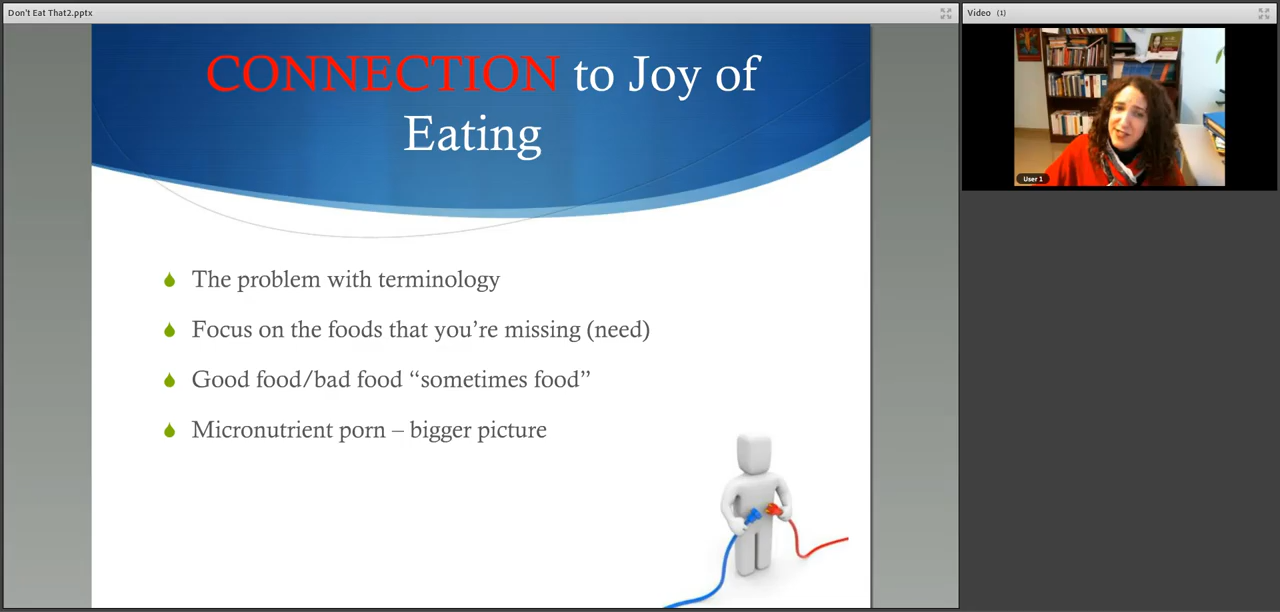 Don't Eat That2.pptx
Video (1)
CONNECTION to Joy of
Eating
The problem with terminology
Focus on the foods that you’re missing (need)
Good food/bad food “sometimes food”
Micronutrient porn – bigger picture
User 1